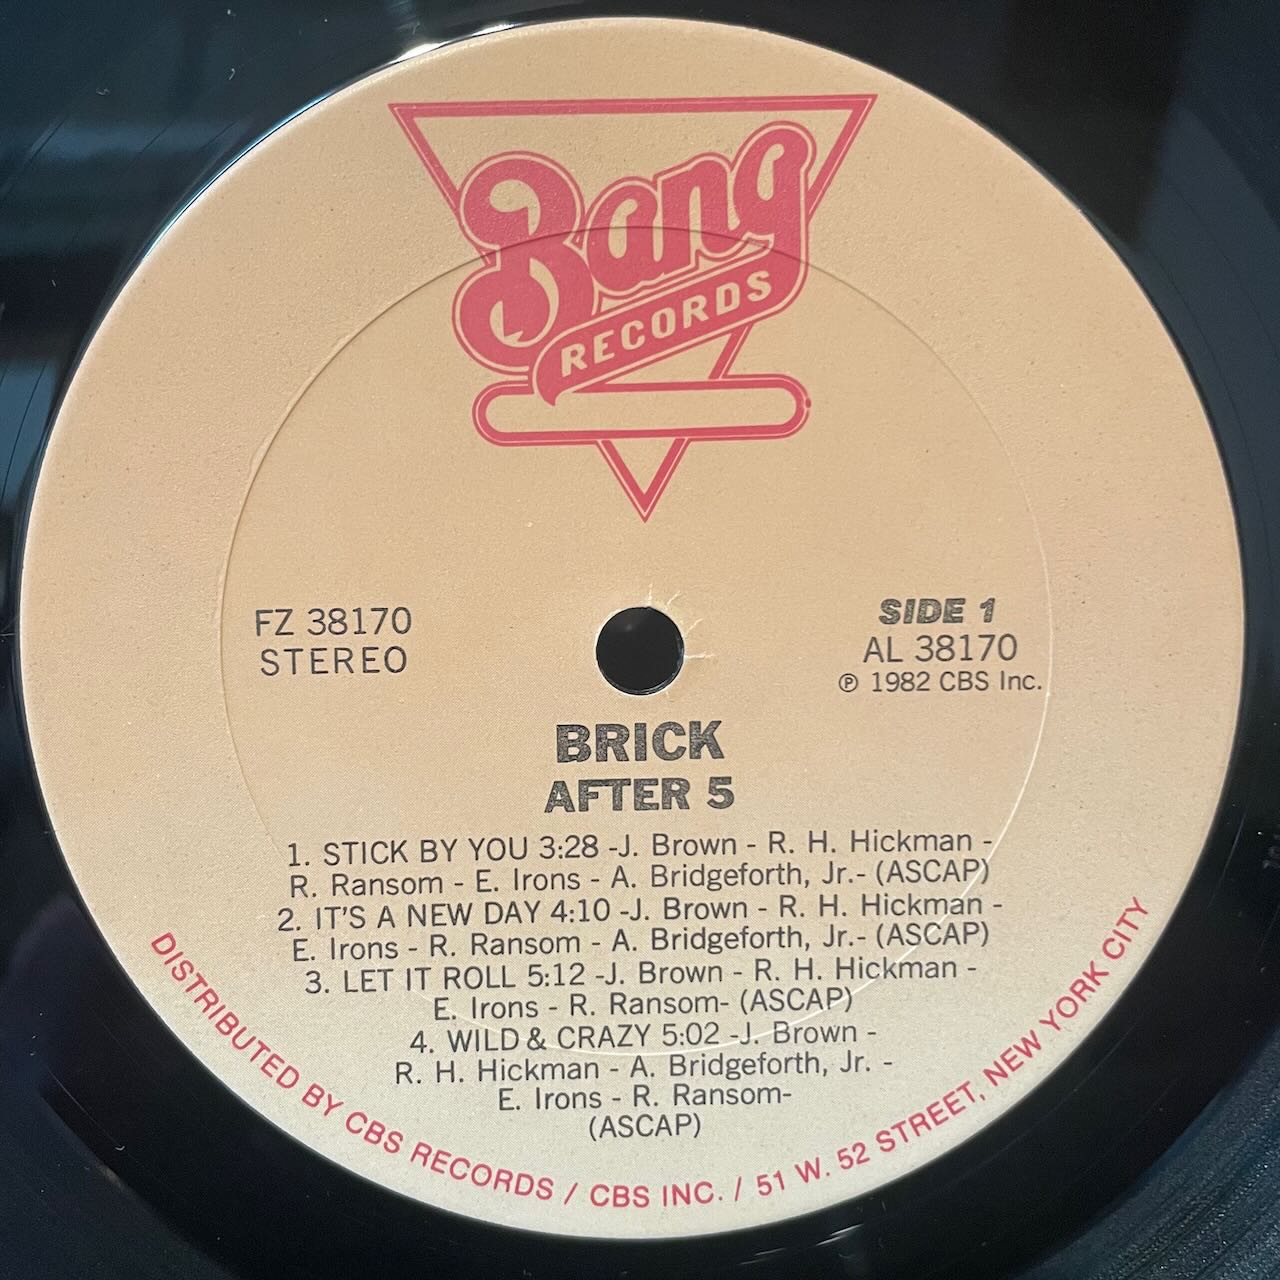 Bang
RECORDS
FZ 38170
STEREO
SIDE 1
AL 38170
℗ 1982 CBS Inc.
BRICK
AFTER 5
1. STICK BY YOU 3:28 -J. Brown - R. H. Hickman -
R. Ransom - E. Irons - A. Bridgeforth, Jr.- (ASCAP)
2. IT'S A NEW DAY 4:10 -J. Brown - R. H. Hickman -
E. Irons - R. Ransom - A. Bridgeforth, Jr.- (ASCAP)
3. LET IT ROLL 5:12 -J. Brown - R. H. Hickman -
E. Irons - R. Ransom- (ASCAP)
4. WILD & CRAZY 5:02 -J. Brown -
R. H. Hickman - A. Bridgeforth, Jr. -
E. Irons - R. Ransom-
(ASCAP)
DISTRIBUTED BY CBS RECORDS / CBS INC. / 51 W. 52 STREET, NEW YORK CITY